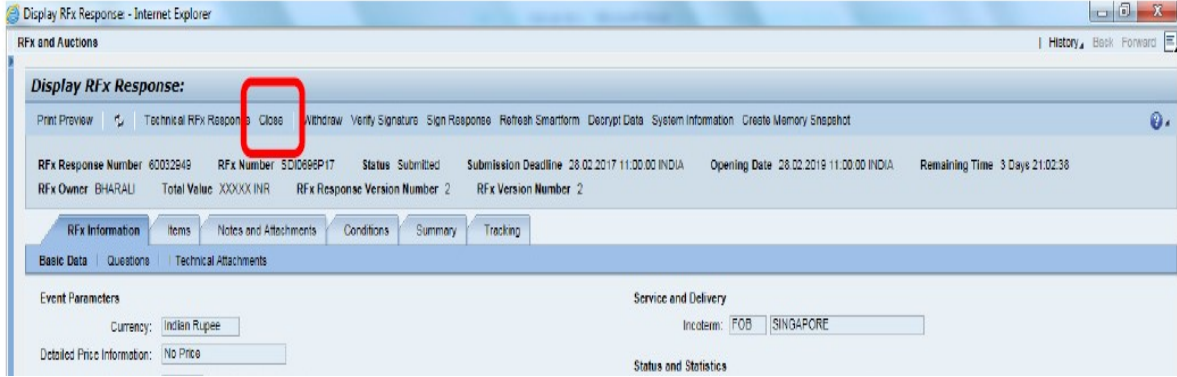 Display RFx Response: - Internet Explorer
RFx and Auctions
History Back Forward
Display RFx Response:
Print Preview Technical RFx Response Close Withdraw Verify Signature Sign Response Refresh Smartform Decrypt Data System Information Create Memory Snapshot
RFx Response Number 60032949 RFx Number SDI0696P17 Status Submitted Submission Deadline 28.02.2017 11:00:00 INDIA Opening Date 28.02.2019 11:00:00 INDIA Remaining Time 3 Days 21:02:38
RFx Owner BHARALI Total Value XXXXX INR RFx Response Version Number 2 RFx Version Number 2
RFx Information Items Notes and Attachments Conditions Summary Tracking
Basic Data Questions Technical Attachments
Event Parameters Service and Delivery
Currency: Indian Rupee Incoterm: FOB SINGAPORE
Detailed Price Information: No Price
Status and Statistics